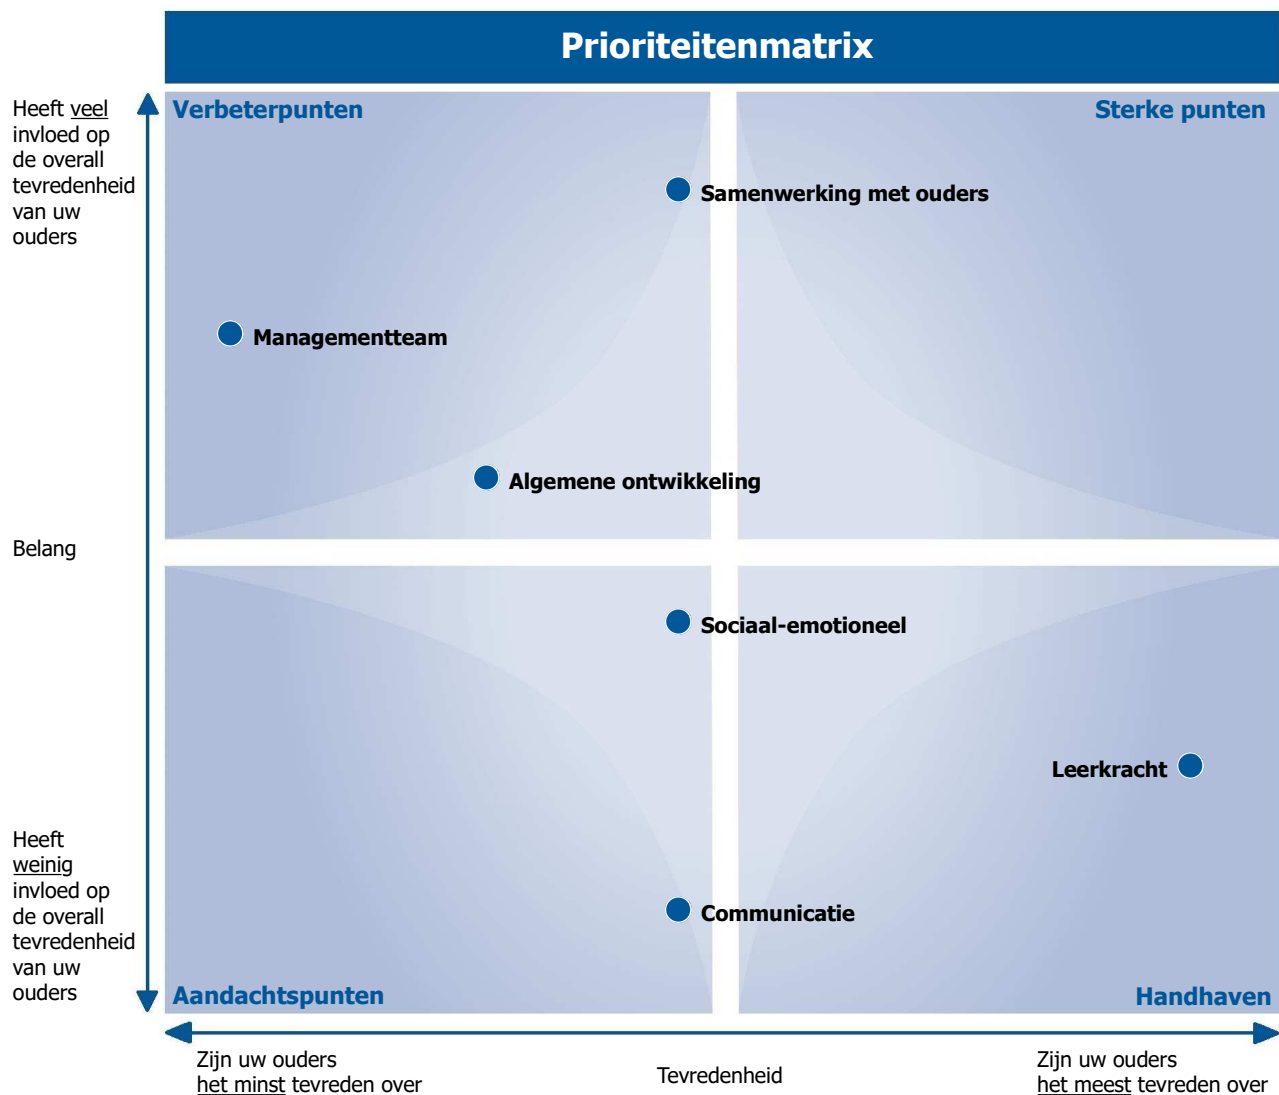 Prioriteitenmatrix
Heeft veel
invloed op
de overall
tevredenheid
van uw
ouders
Verbeterpunten
Sterke punten
Samenwerking met ouders
Managementteam
Algemene ontwikkeling
Belang
Sociaal-emotioneel
Leerkracht
Communicatie
Heeft
weinig
invloed op
de overall
tevredenheid
van uw
ouders
Aandachtspunten
Handhaven
Zijn uw ouders
het minst tevreden over
Tevredenheid
Zijn uw ouders
het meest tevreden over